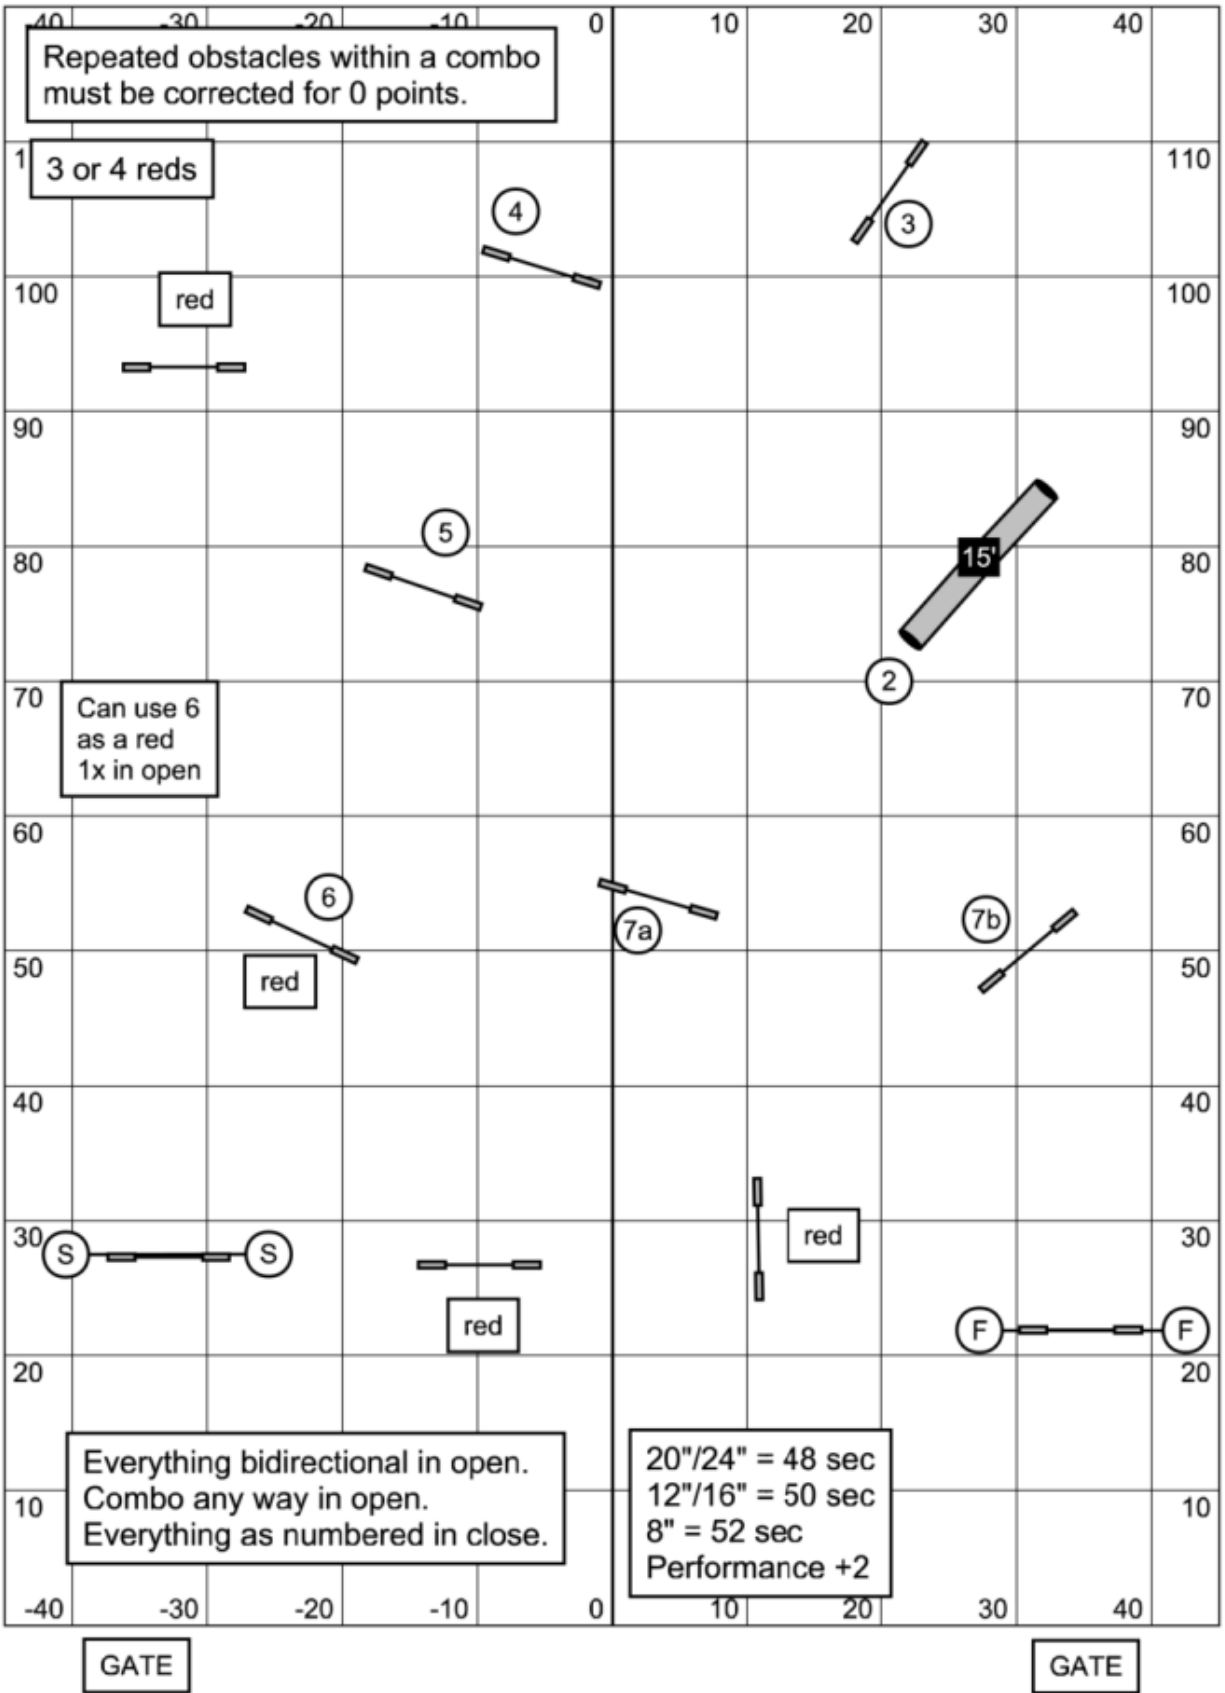 -40 -30 -20 -10 0 10 20 30 40
Repeated obstacles within a combo
must be corrected for 0 points.
3 or 4 reds
110
4
3
100 100
red
90 90
5
80 80
15'
2
70 70
Can use 6
as a red
1x in open
60 60
6
7a
7b
50 50
red
40 40
30 30
red
S S
red
F F
20 20
Everything bidirectional in open.
Combo any way in open.
Everything as numbered in close.
20"/24" = 48 sec
12"/16" = 50 sec
8" = 52 sec
Performance +2
10 10
-40 -30 -20 -10 0 10 20 30 40
GATE GATE